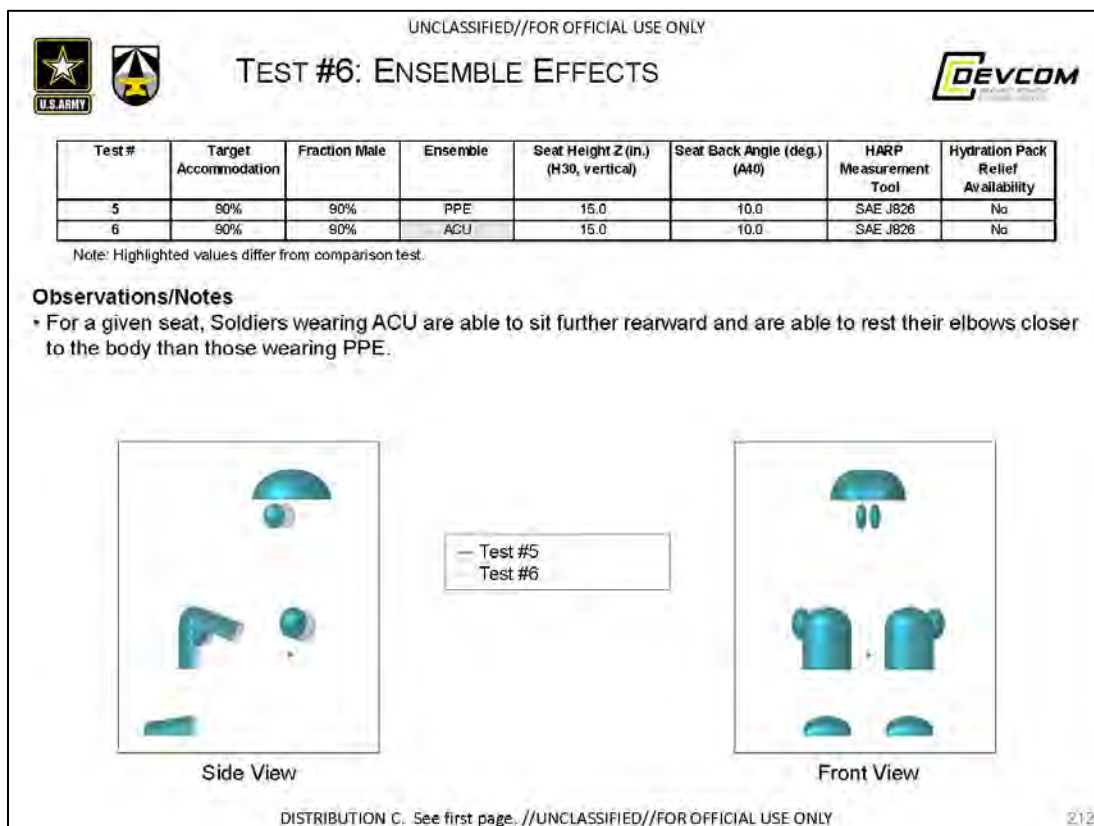 UNCLASSIFIED//FOR OFFICIAL USE ONLY
U.S.ARMY
TEST #6: ENSEMBLE EFFECTS
DEVCOM
Test # Target Accommodation Fraction Male Ensemble Seat Height Z (in.) (H30, vertical) Seat Back Angle (deg.) (A40) HARP Measurement Tool Hydration Pack Relief Availability
5 90% 90% PPE 15.0 10.0 SAE J826 No
6 90% 90% ACU 15.0 10.0 SAE J826 No
Note: Highlighted values differ from comparison test.
Observations/Notes
• For a given seat, Soldiers wearing ACU are able to sit further rearward and are able to rest their elbows closer
to the body than those wearing PPE.
Test #5
Test #6
Side View
Front View
DISTRIBUTION C. See first page. //UNCLASSIFIED//FOR OFFICIAL USE ONLY
212